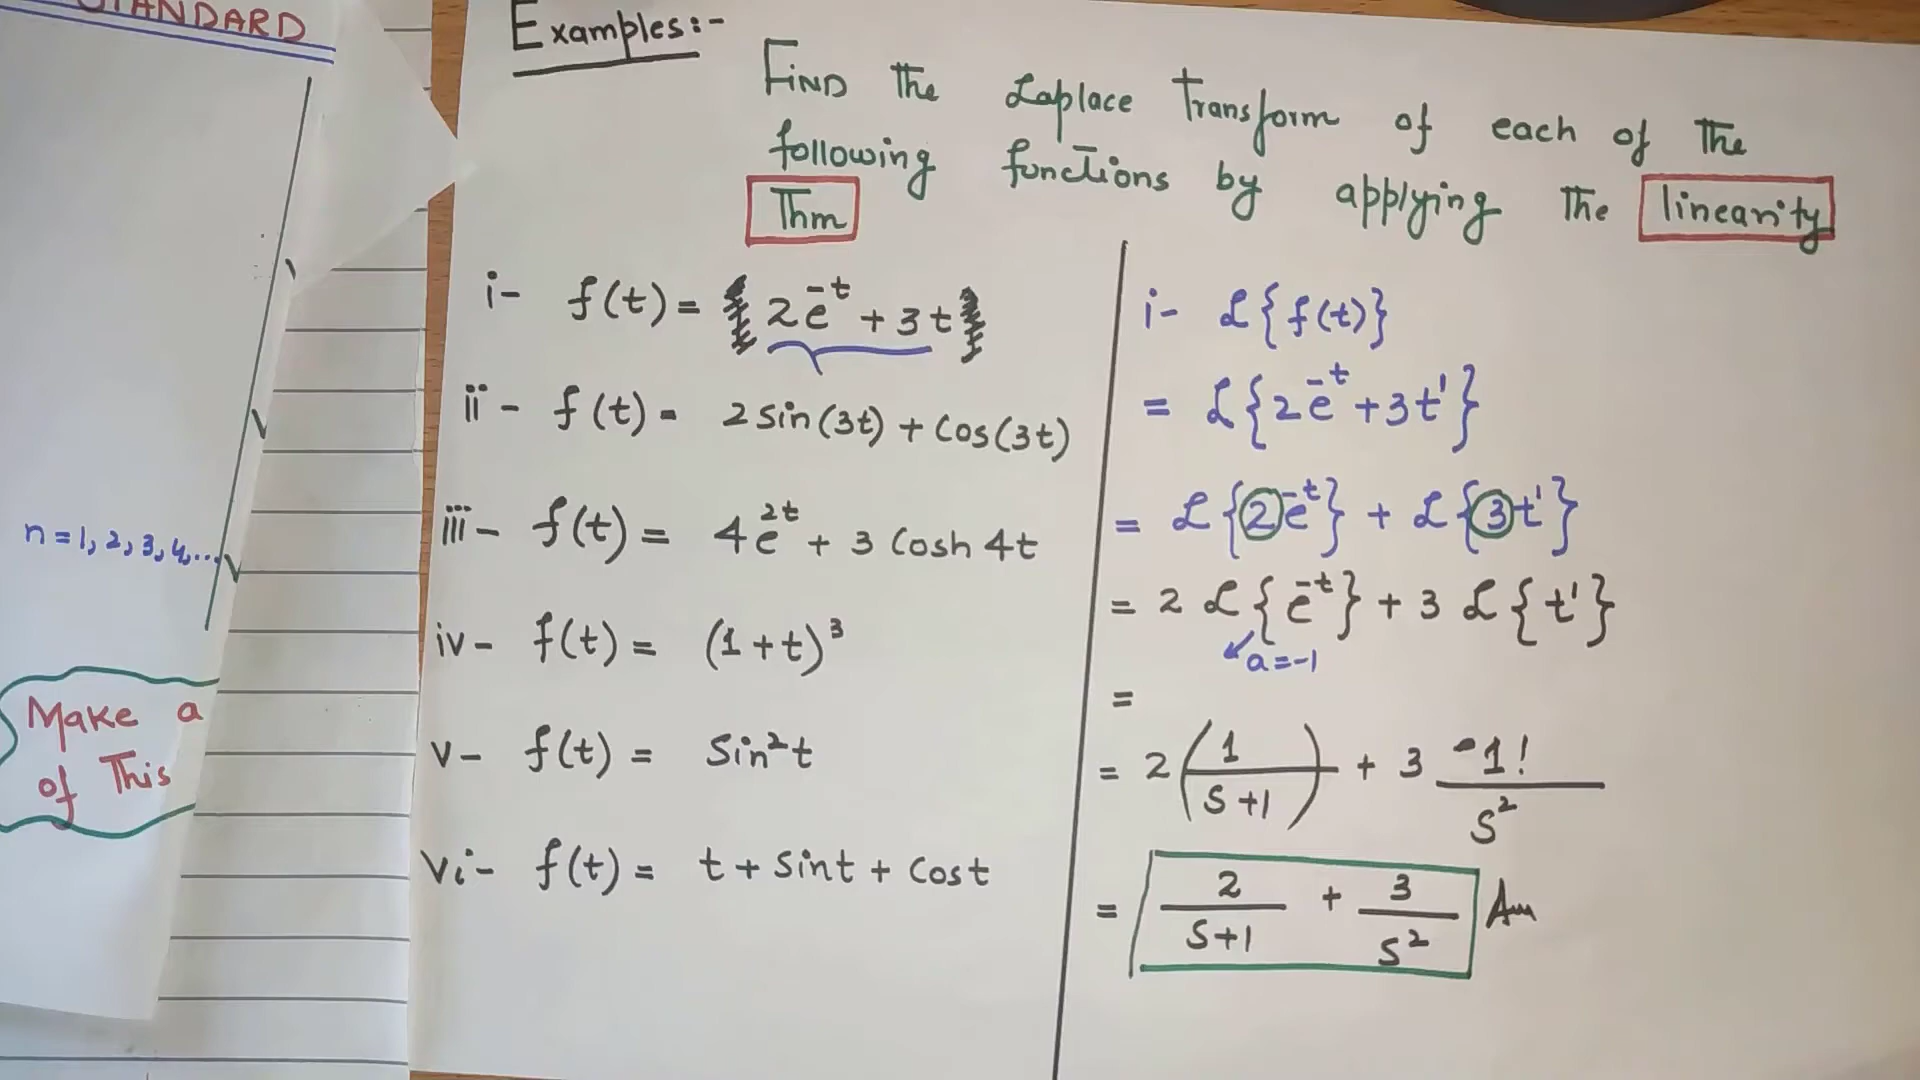 STANDARD
n = 1, 2, 3, 4, ...
Make a
of This
Examples:-
Find the Laplace Transform of each of the
following functions by applying the linearity
Thm
i- f(t) = { 2e^{-t} + 3t }
ii- f(t) = 2 sin(3t) + cos(3t)
iii- f(t) = 4e^{2t} + 3 Cosh 4t
iv- f(t) = (1 + t)^3
v- f(t) = Sin^2 t
vi- f(t) = t + sint + cost
i- ℒ{f(t)}
= ℒ{2e^{-t} + 3t^1}
= ℒ{2e^{-t}} + ℒ{3t^1}
= 2 ℒ{e^{-t}} + 3 ℒ{t^1}
a = -1
=
= 2(1/(S+1)) + 3 1!/S^2
= 2/(S+1) + 3/S^2 Ans